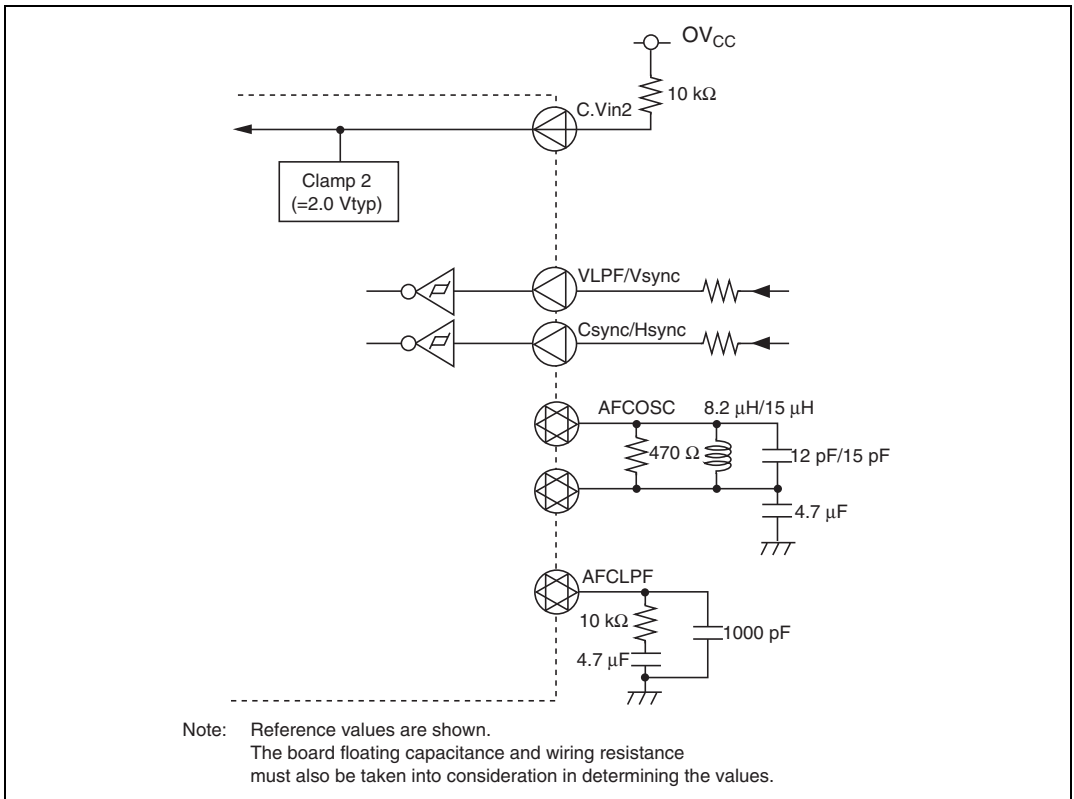 OVCC
10 kΩ
C.Vin2
Clamp 2
(=2.0 Vtyp)
VLPF/Vsync
Csync/Hsync
AFCOSC
8.2 μH/15 μH
470 Ω
12 pF/15 pF
4.7 μF
AFCLPF
10 kΩ
1000 pF
4.7 μF
Note: Reference values are shown.
The board floating capacitance and wiring resistance
must also be taken into consideration in determining the values.